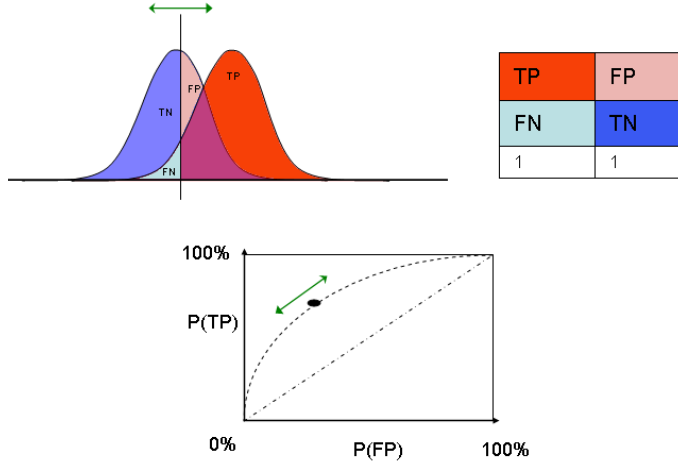 FP
TP
TN
FN
TP FP
FN TN
1 1
100%
P(TP)
0%
P(FP)
100%